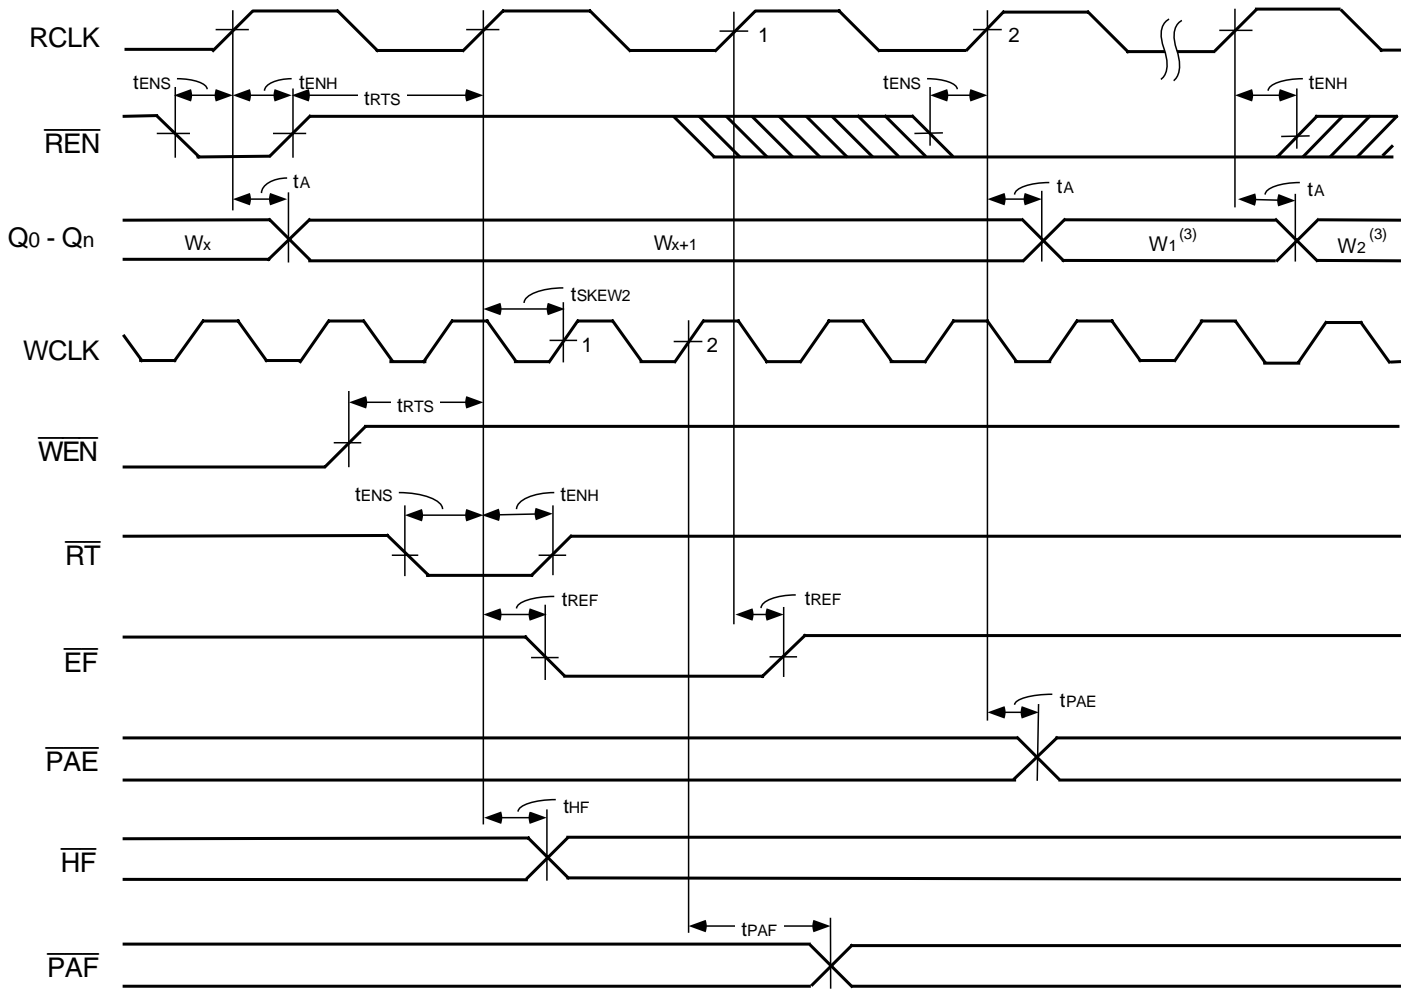 RCLK
1
2
tENS
tENH
tRTS
tENS
tENH
REN
tA
tA
tA
Q0 - Qn
Wx
Wx+1
W1(3)
W2(3)
tSKEW2
WCLK
1
2
tRTS
WEN
tENS
tENH
RT
tREF
tREF
EF
tPAE
PAE
tHF
HF
tPAF
PAF